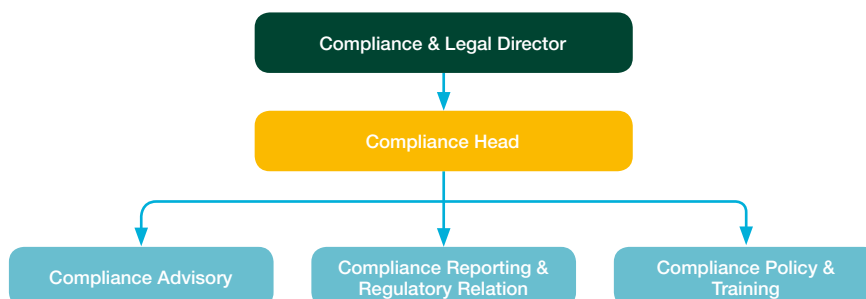 Compliance & Legal Director
Compliance Head
Compliance Advisory
Compliance Reporting &
Regulatory Relation
Compliance Policy &
Training